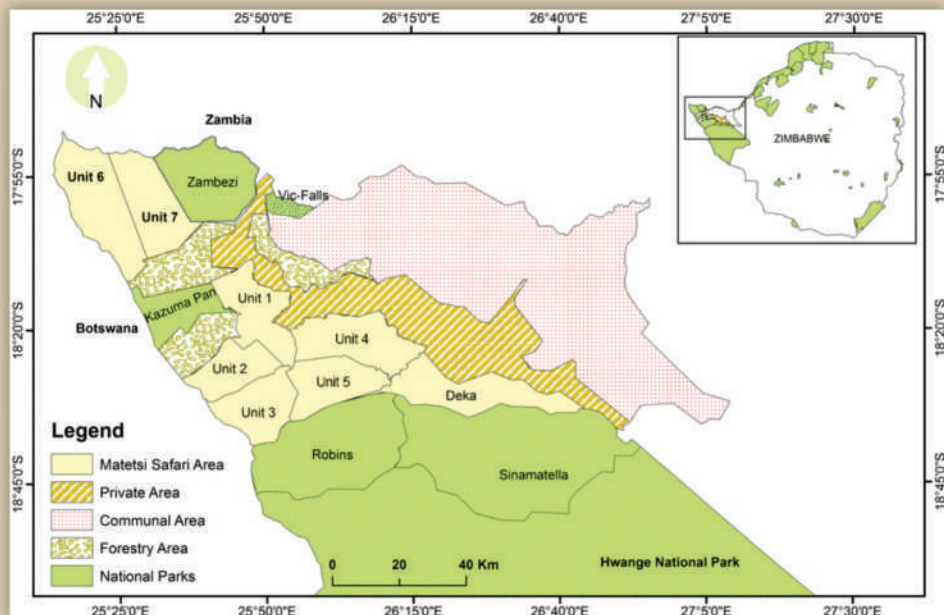 25°25'0"E 25°50'0"E 26°15'0"E 26°40'0"E 27°5'0"E 27°30'0"E
N
Zambia
ZIMBABWE
17°55'0"S
17°55'0"S
Unit 6
Zambezi
Vic-Falls
Unit 7
Kazuma Pan
Unit 1
Botswana
18°20'0"S
18°20'0"S
Unit 4
Unit 2
Unit 5
Deka
Unit 3
Legend
Robins
Matetsi Safari Area
Sinamatella
18°45'0"S
18°45'0"S
Private Area
Communal Area
Forestry Area
Hwange National Park
0 20 40 Km
National Parks
25°25'0"E 25°50'0"E 26°15'0"E 26°40'0"E 27°5'0"E 27°30'0"E